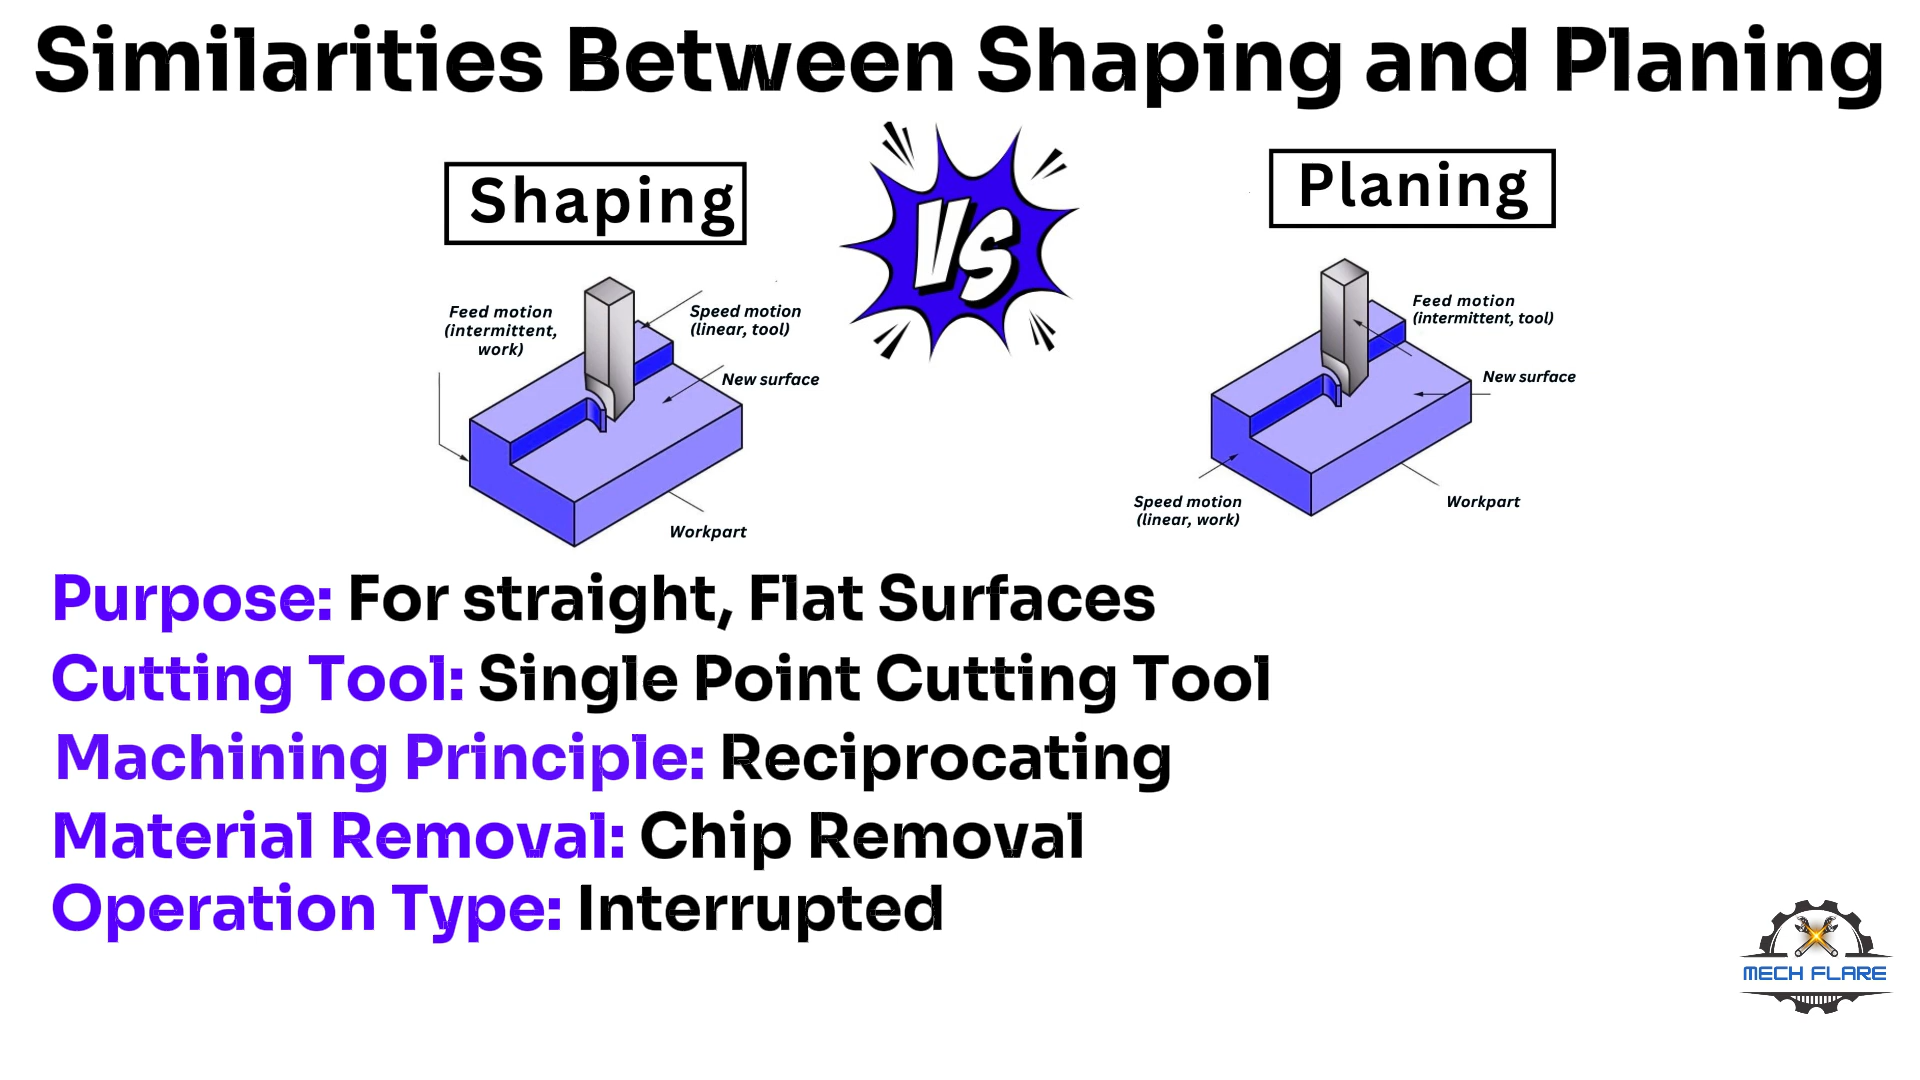 Similarities Between Shaping and Planing
Shaping
VS
Planing
Feed motion
(intermittent,
work)
Speed motion
(linear, tool)
New surface
Workpart
Feed motion
(intermittent, tool)
New surface
Speed motion
(linear, work)
Workpart
Purpose: For straight, Flat Surfaces
Cutting Tool: Single Point Cutting Tool
Machining Principle: Reciprocating
Material Removal: Chip Removal
Operation Type: Interrupted
MECH FLARE